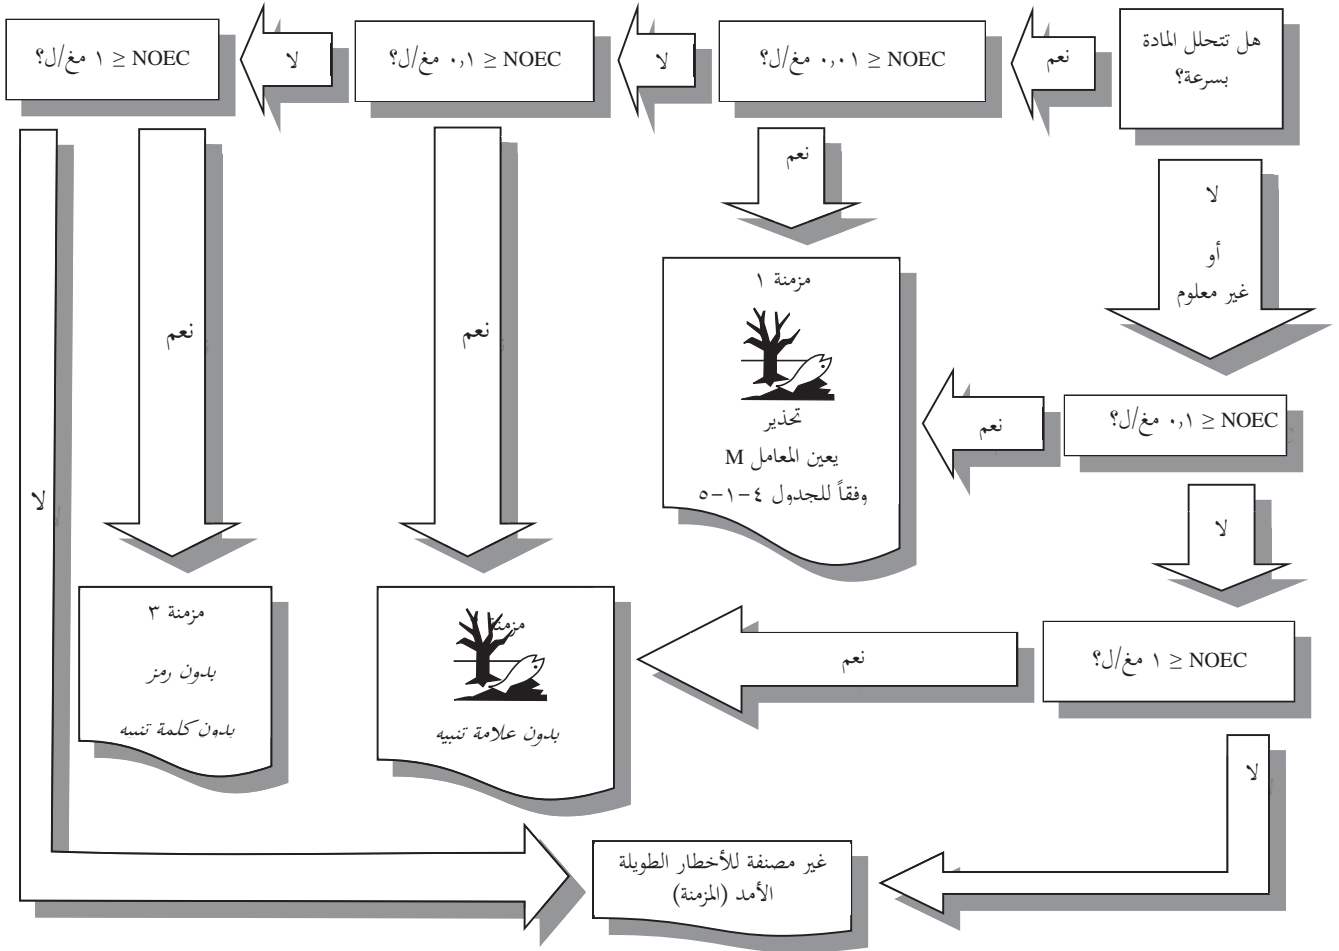 هل تتحلل المادة
بسرعة؟
نعم
NOEC ≥ ٠,٠١ مغ/ل؟
لا
NOEC ≥ ٠,١ مغ/ل؟
لا
NOEC ≥ ١ مغ/ل؟
لا
أو
غير معلوم
نعم
نعم
نعم
لا
مزمنة ١
تحذير
يعين المعامل M
وفقاً للجدول ٤-١-٥
نعم
NOEC ≥ ٠,١ مغ/ل؟
لا
NOEC ≥ ١ مغ/ل؟
نعم
مزمنة
بدون علامة تنبيه
مزمنة ٣
بدون رمز
بدون كلمة تنبيه
لا
غير مصنفة للأخطار الطويلة
الأمد (المزمنة)